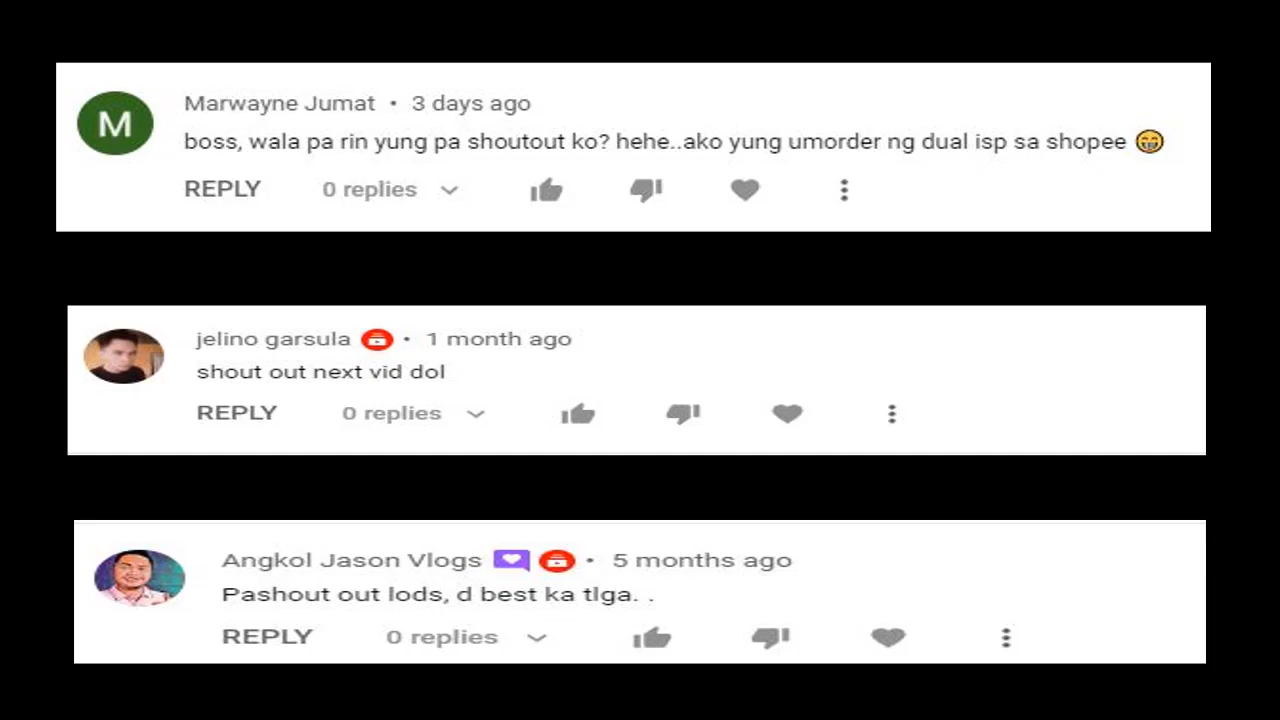 M
Marwayne Jumat • 3 days ago
boss, wala pa rin yung pa shoutout ko? hehe..ako yung umorder ng dual isp sa shopee 😁
REPLY 0 replies
jelino garsula • 1 month ago
shout out next vid dol
REPLY 0 replies
Angkol Jason Vlogs • 5 months ago
Pashout out lods, d best ka tlga. .
REPLY 0 replies